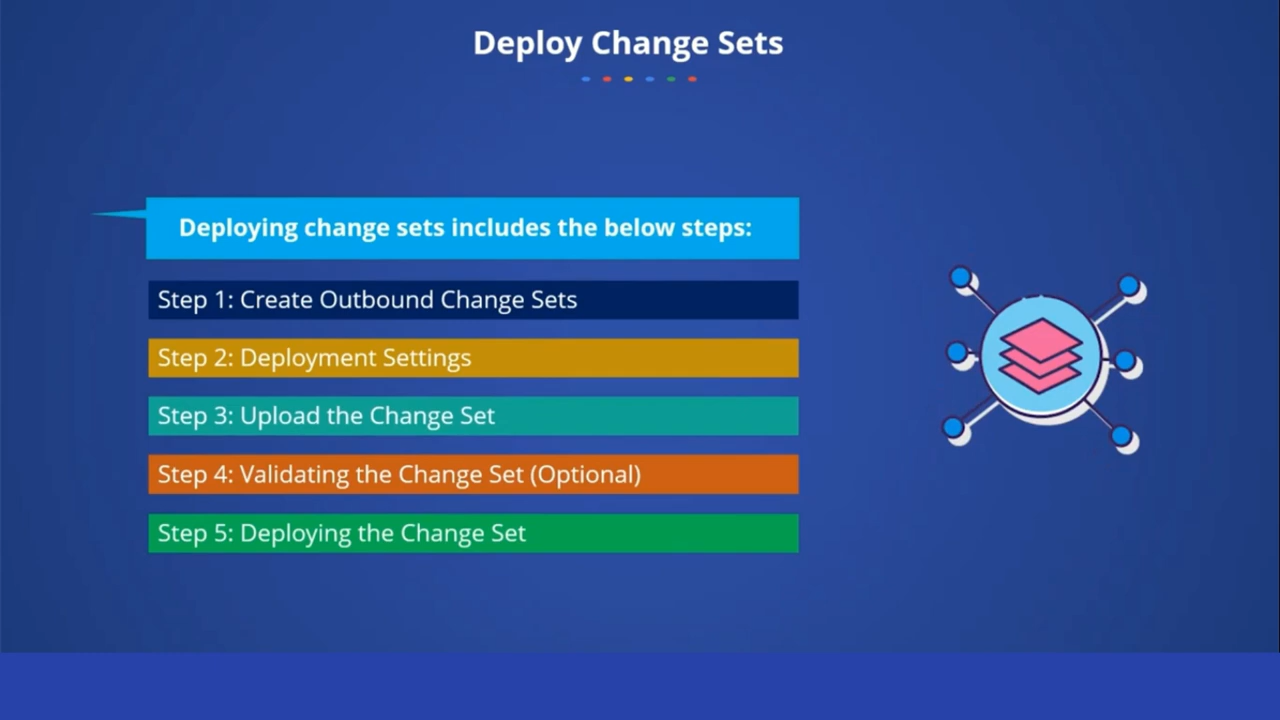 Deploy Change Sets
Deploying change sets includes the below steps:
Step 1: Create Outbound Change Sets
Step 2: Deployment Settings
Step 3: Upload the Change Set
Step 4: Validating the Change Set (Optional)
Step 5: Deploying the Change Set